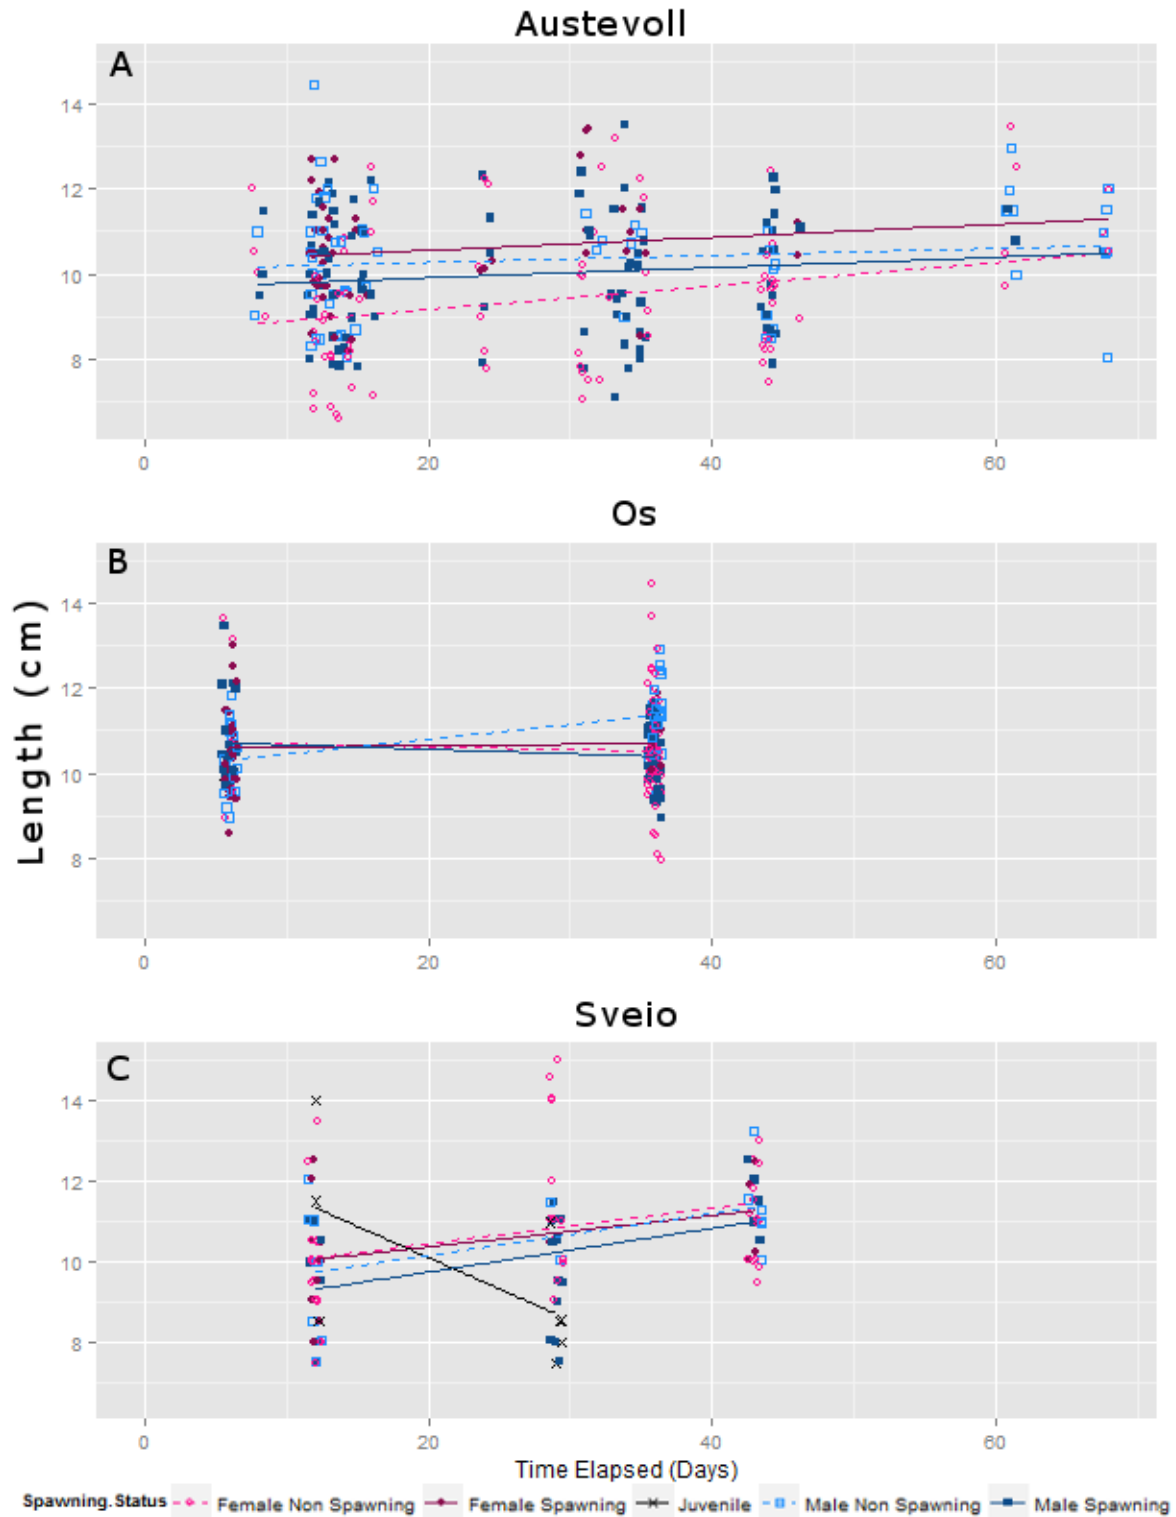 Austevoll
A
14
12
10
8
0 20 40 60
Os
B
14
12
10
8
0 20 40 60
Length (cm)
Sveio
C
14
12
10
8
0 20 40 60
Time Elapsed (Days)
Spawning.Status Female Non Spawning Female Spawning Juvenile Male Non Spawning Male Spawning